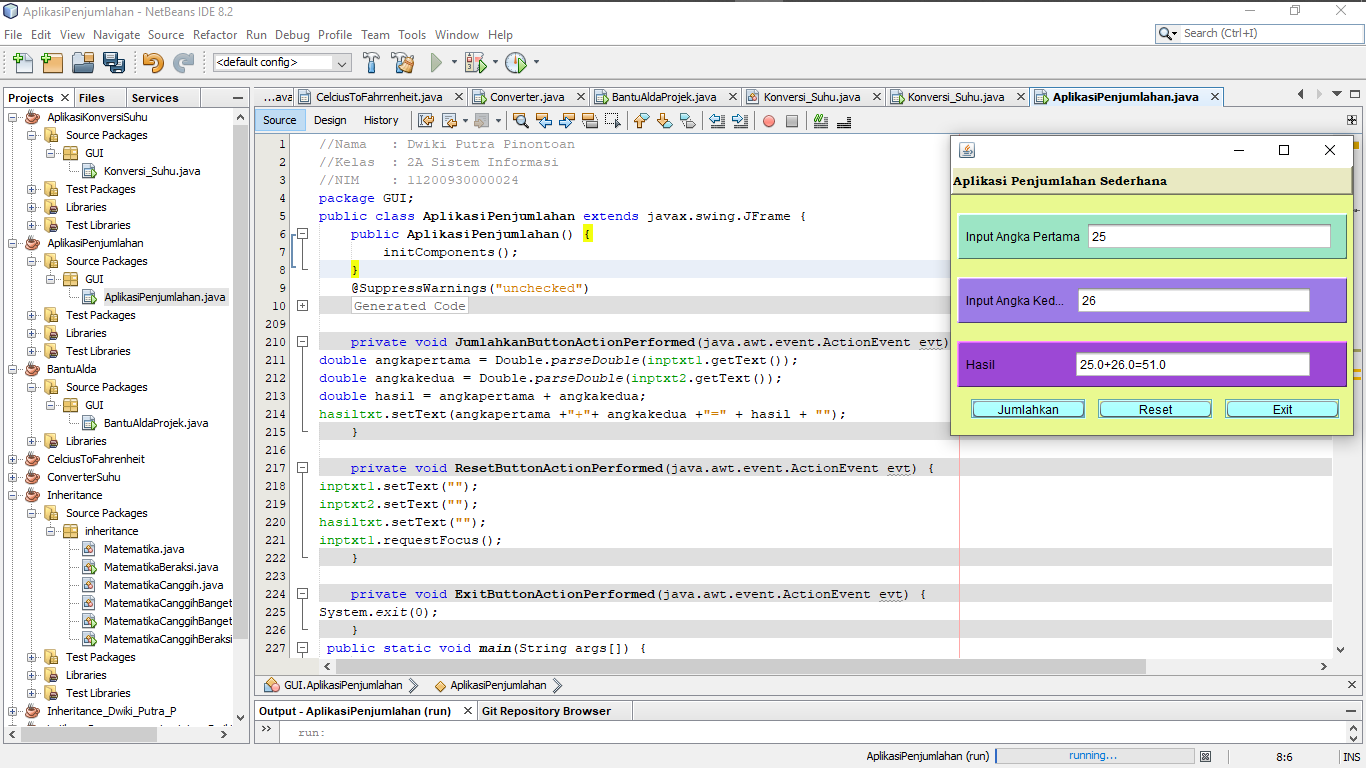 AplikasiPenjumlahan - NetBeans IDE 8.2
File Edit View Navigate Source Refactor Run Debug Profile Team Tools Window Help
Search (Ctrl+I)
<default config>
Projects Files Services
AplikasiKonversiSuhu
Source Packages
GUI
Konversi_Suhu.java
Test Packages
Libraries
Test Libraries
AplikasiPenjumlahan
Source Packages
GUI
AplikasiPenjumlahan.java
Test Packages
Libraries
Test Libraries
BantuAlda
Source Packages
GUI
BantuAldaProjek.java
Libraries
CelciusToFahrenheit
ConverterSuhu
Inheritance
Source Packages
inheritance
Matematika.java
MatematikaBeraksi.java
MatematikaCanggih.java
MatematikaCanggihBanget
MatematikaCanggihBanget
MatematikaCanggihBeraksi
Test Packages
Libraries
Test Libraries
Inheritance_Dwiki_Putra_P
...ava CelciusToFahrrenheit.java Converter.java BantuAldaProjek.java Konversi_Suhu.java Konversi_Suhu.java AplikasiPenjumlahan.java
Source Design History
1 //Nama : Dwiki Putra Pinontoan
2 //Kelas : 2A Sistem Informasi
3 //NIM : 11200930000024
4 package GUI;
5 public class AplikasiPenjumlahan extends javax.swing.JFrame {
6 public AplikasiPenjumlahan() {
7 initComponents();
8 }
9 @SuppressWarnings("unchecked")
10 Generated Code
209
210 private void JumlahkanButtonActionPerformed(java.awt.event.ActionEvent evt)
211 double angkapertama = Double.parseDouble(inptxt1.getText());
212 double angkakedua = Double.parseDouble(inptxt2.getText());
213 double hasil = angkapertama + angkakedua;
214 hasiltxt.setText(angkapertama +"+"+ angkakedua +"=" + hasil + "");
215 }
216
217 private void ResetButtonActionPerformed(java.awt.event.ActionEvent evt) {
218 inptxt1.setText("");
219 inptxt2.setText("");
220 hasiltxt.setText("");
221 inptxt1.requestFocus();
222 }
223
224 private void ExitButtonActionPerformed(java.awt.event.ActionEvent evt) {
225 System.exit(0);
226 }
227 public static void main(String args[]) {
Aplikasi Penjumlahan Sederhana
Input Angka Pertama 25
Input Angka Ked... 26
Hasil 25.0+26.0=51.0
Jumlahkan Reset Exit
GUI.AplikasiPenjumlahan AplikasiPenjumlahan
Output - AplikasiPenjumlahan (run) Git Repository Browser
run:
AplikasiPenjumlahan (run) running... 8:6 INS